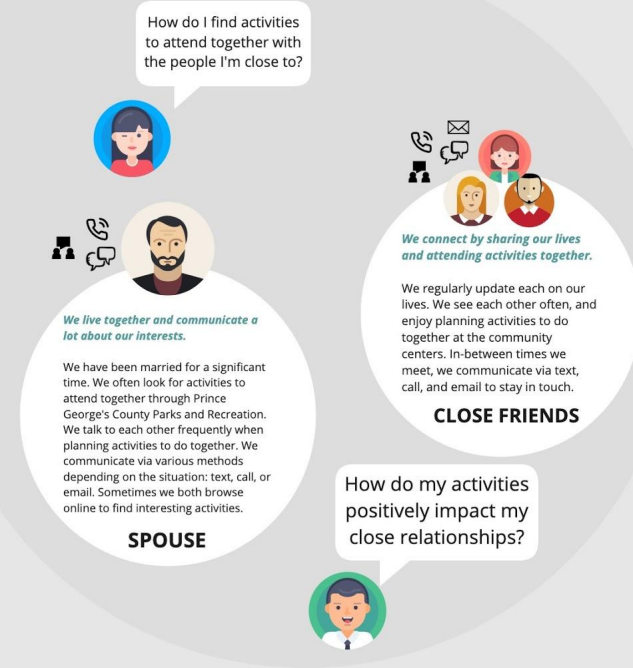 How do I find activities
to attend together with
the people I'm close to?
We connect by sharing our lives
and attending activities together.
We regularly update each on our
lives. We see each other often, and
enjoy planning activities to do
together at the community
centers. In-between times we
meet, we communicate via text,
call, and email to stay in touch.
CLOSE FRIENDS
We live together and communicate a
lot about our interests.
We have been married for a significant
time. We often look for activities to
attend together through Prince
George's County Parks and Recreation.
We talk to each other frequently when
planning activities to do together. We
communicate via various methods
depending on the situation: text, call, or
email. Sometimes we both browse
online to find interesting activities.
SPOUSE
How do my activities
positively impact my
close relationships?